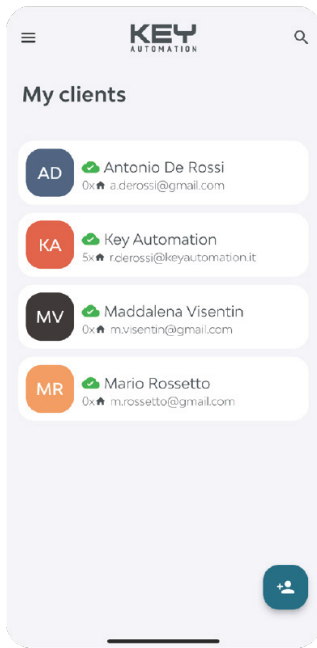 KEY
AUTOMATION
My clients
AD
Antonio De Rossi
0x a.derossi@gmail.com
KA
Key Automation
5x r.derossi@keyautomation.it
MV
Maddalena Visentin
0x m.visentin@gmail.com
MR
Mario Rossetto
0x m.rossetto@gmail.com